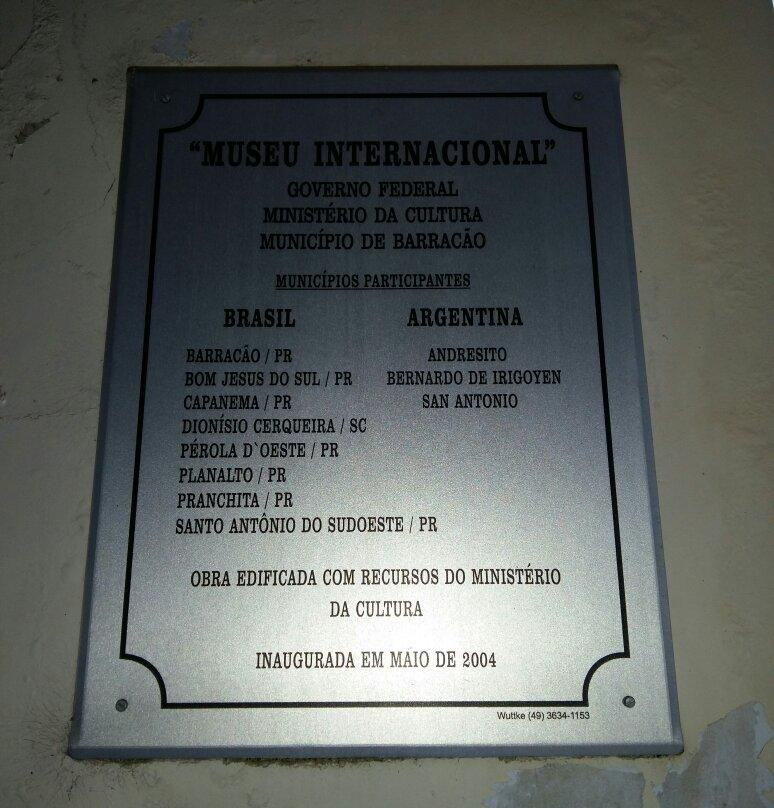 “MUSEU INTERNACIONAL”
GOVERNO FEDERAL
MINISTÉRIO DA CULTURA
MUNICÍPIO DE BARRACÃO
MUNICÍPIOS PARTICIPANTES
BRASIL
BARRACÃO / PR
BOM JESUS DO SUL / PR
CAPANEMA / PR
DIONÍSIO CERQUEIRA / SC
PÉROLA D`OESTE / PR
PLANALTO / PR
PRANCHITA / PR
SANTO ANTÔNIO DO SUDOESTE / PR
ARGENTINA
ANDRESITO
BERNARDO DE IRIGOYEN
SAN ANTONIO
OBRA EDIFICADA COM RECURSOS DO MINISTÉRIO
DA CULTURA
INAUGURADA EM MAIO DE 2004
Wuttke (49) 3634-1153